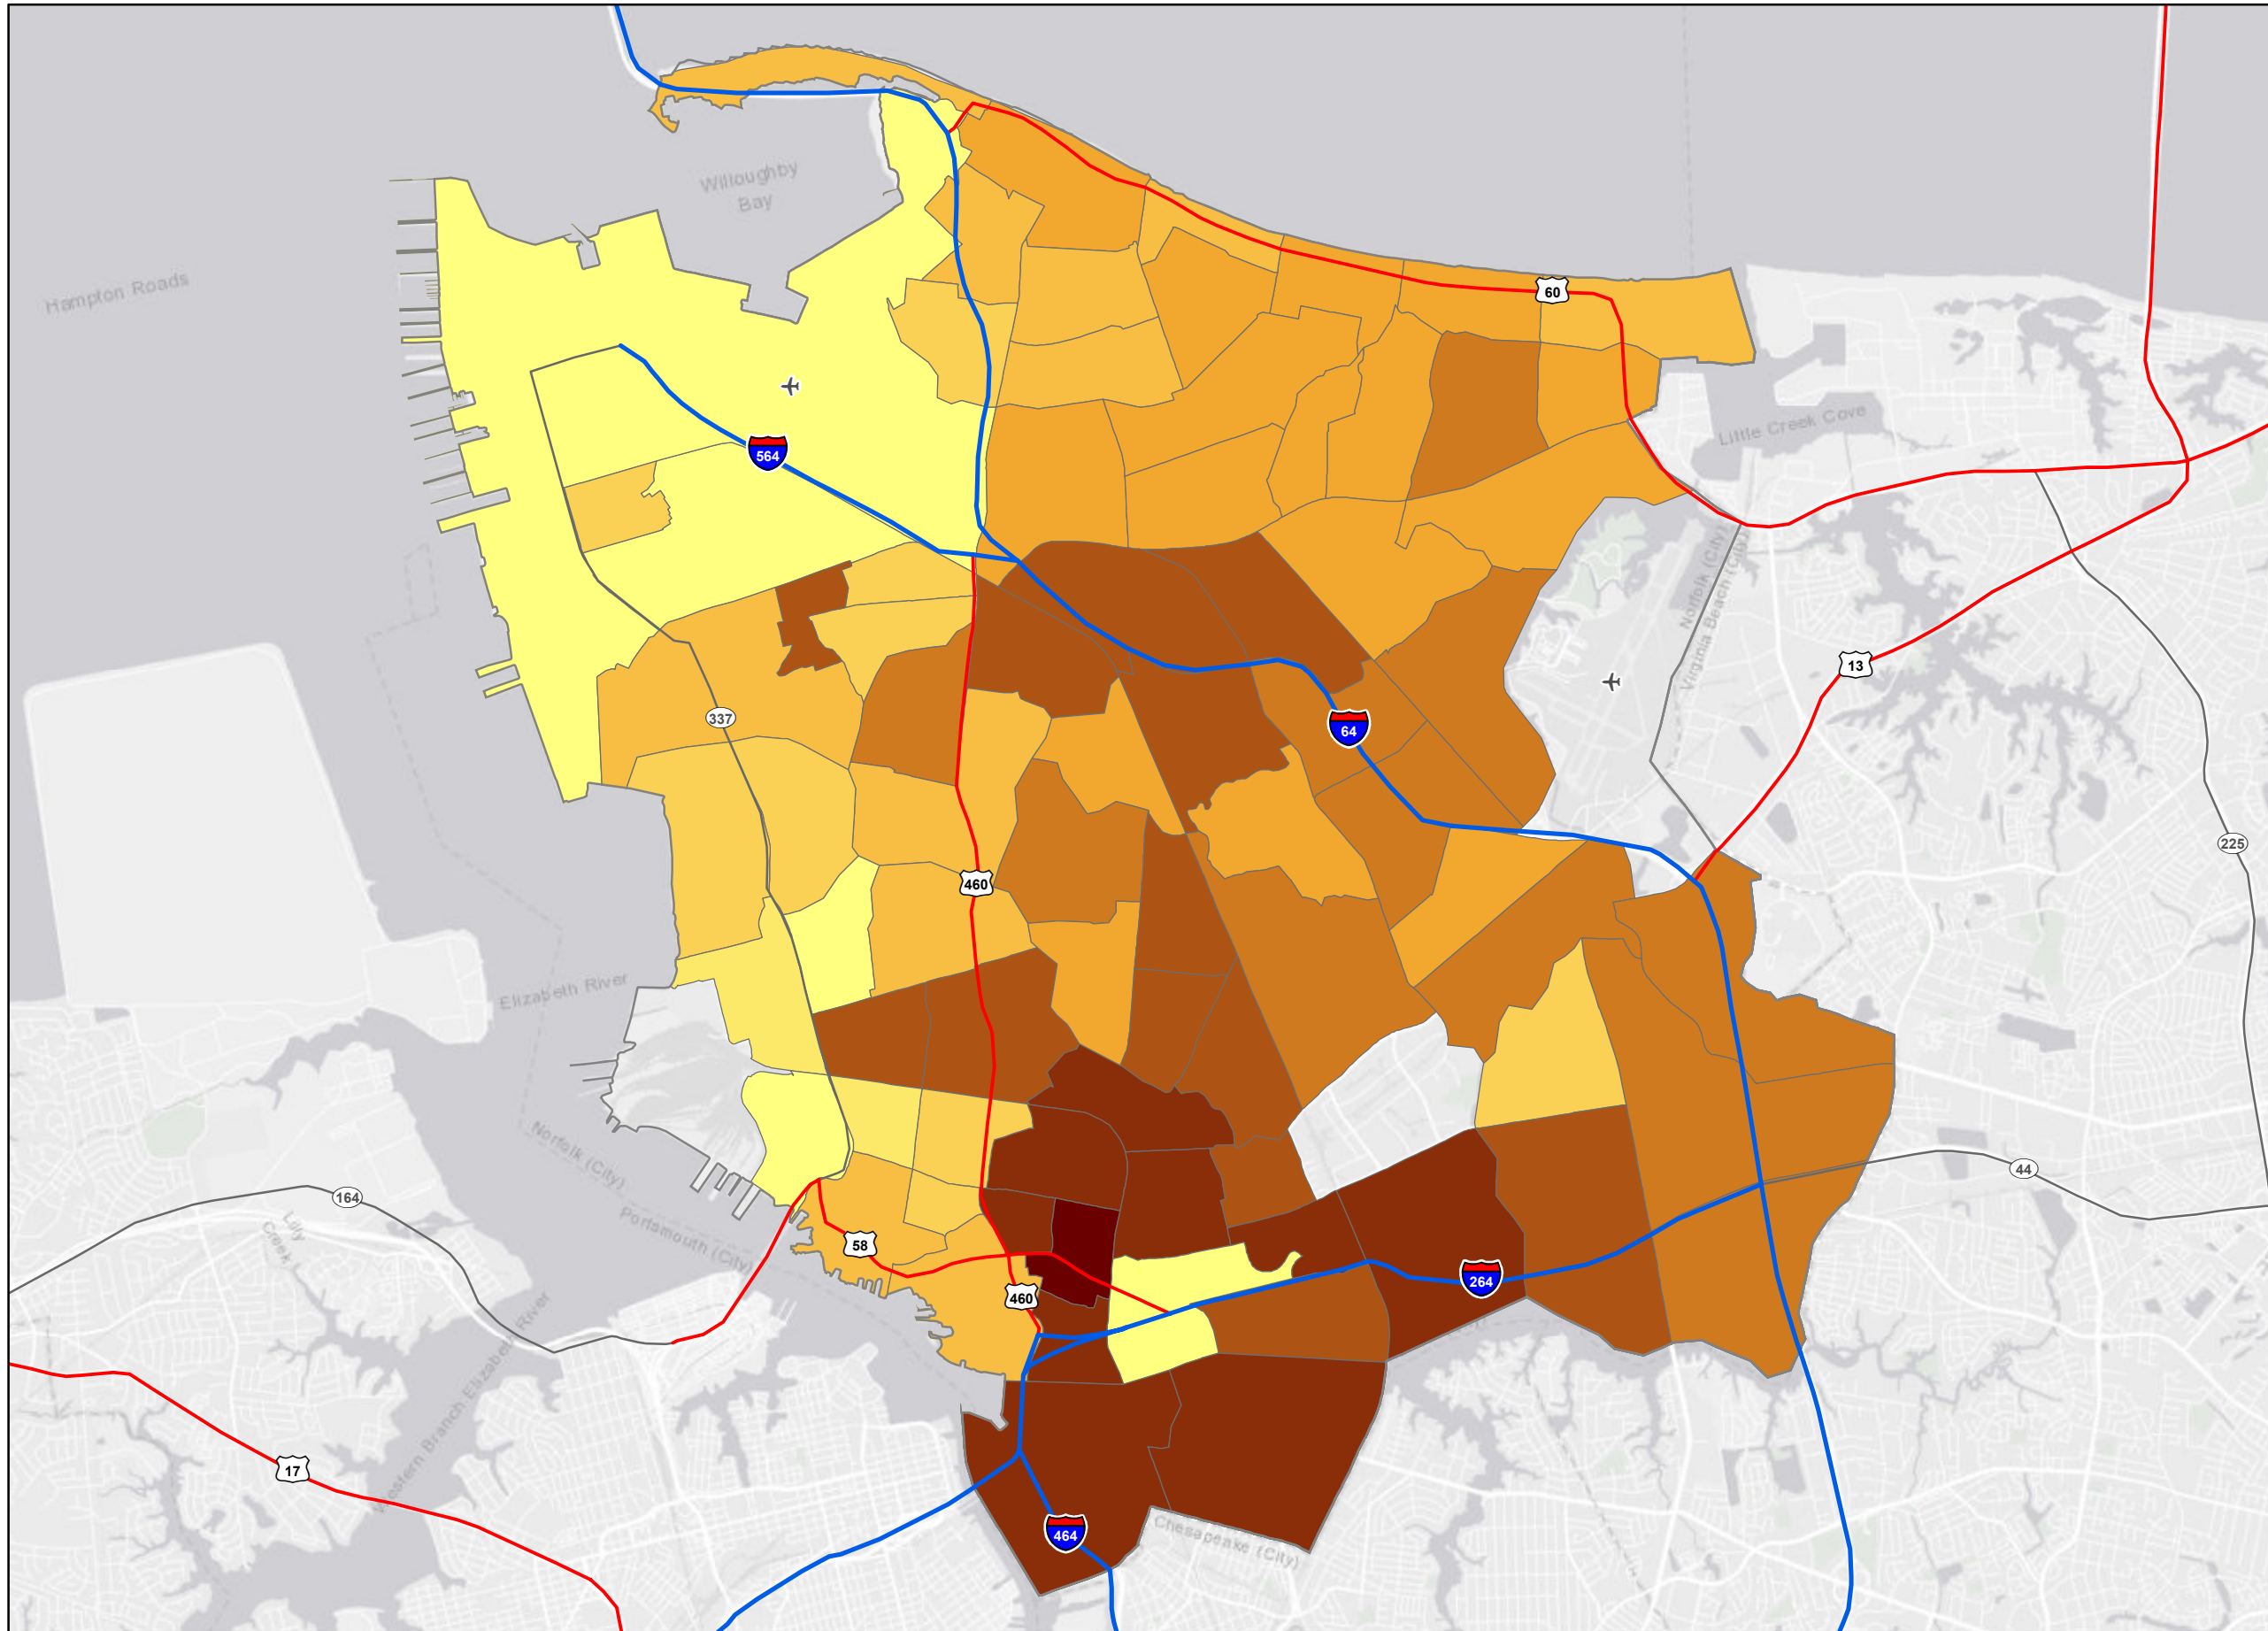 Willoughby
Bay
Hampton Roads
60
Little Creek Cove
564
Norfolk (City)
Virginia Beach (City)
13
337
64
225
460
Elizabeth River
Norfolk (City)
44
164
Lilly
Creek
Portsmouth (City)
58
264
460
Western Branch Elizabeth River
17
464
Chesapeake (City)